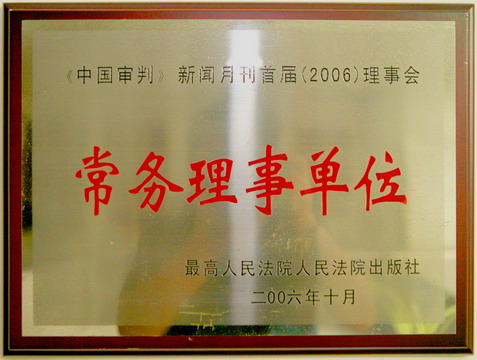 《中国审判》新闻月刊首届(2006)理事会
常务理事单位
最高人民法院人民法院出版社
二00六年十月